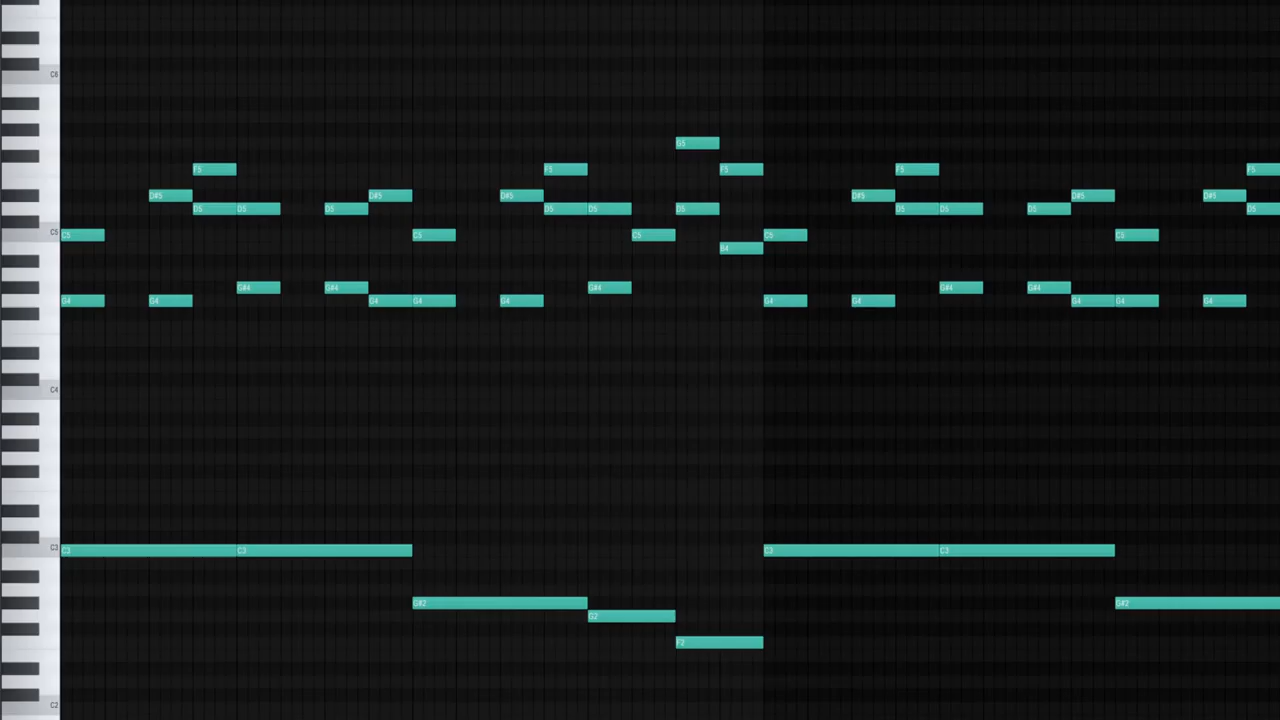 C6
G5
F5 F5 F5 F5 F5
D#5 D#5 D#5 D#5 D#5 D#5
D5 D5 D5 D5 D5 D5 D5 D5 D5 D5
C5 C5 C5 C5 C5 C5
B4
G#4 G#4 G#4 G#4 G#4
G4 G4 G4 G4 G4 G4 G4 G4 G4 G4
C4
C3 C3 C3 C3 C3
G#2 G#2
G2
F2
C2